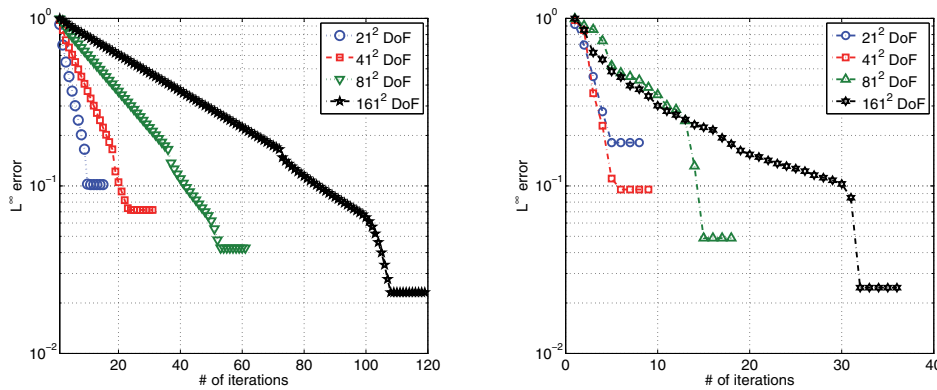 10^0
10^-1
10^-2
L^∞ error
20 40 60 80 100 120
# of iterations
21^2 DoF
41^2 DoF
81^2 DoF
161^2 DoF
10^0
10^-1
10^-2
L^∞ error
0 10 20 30 40
# of iterations
21^2 DoF
41^2 DoF
81^2 DoF
161^2 DoF